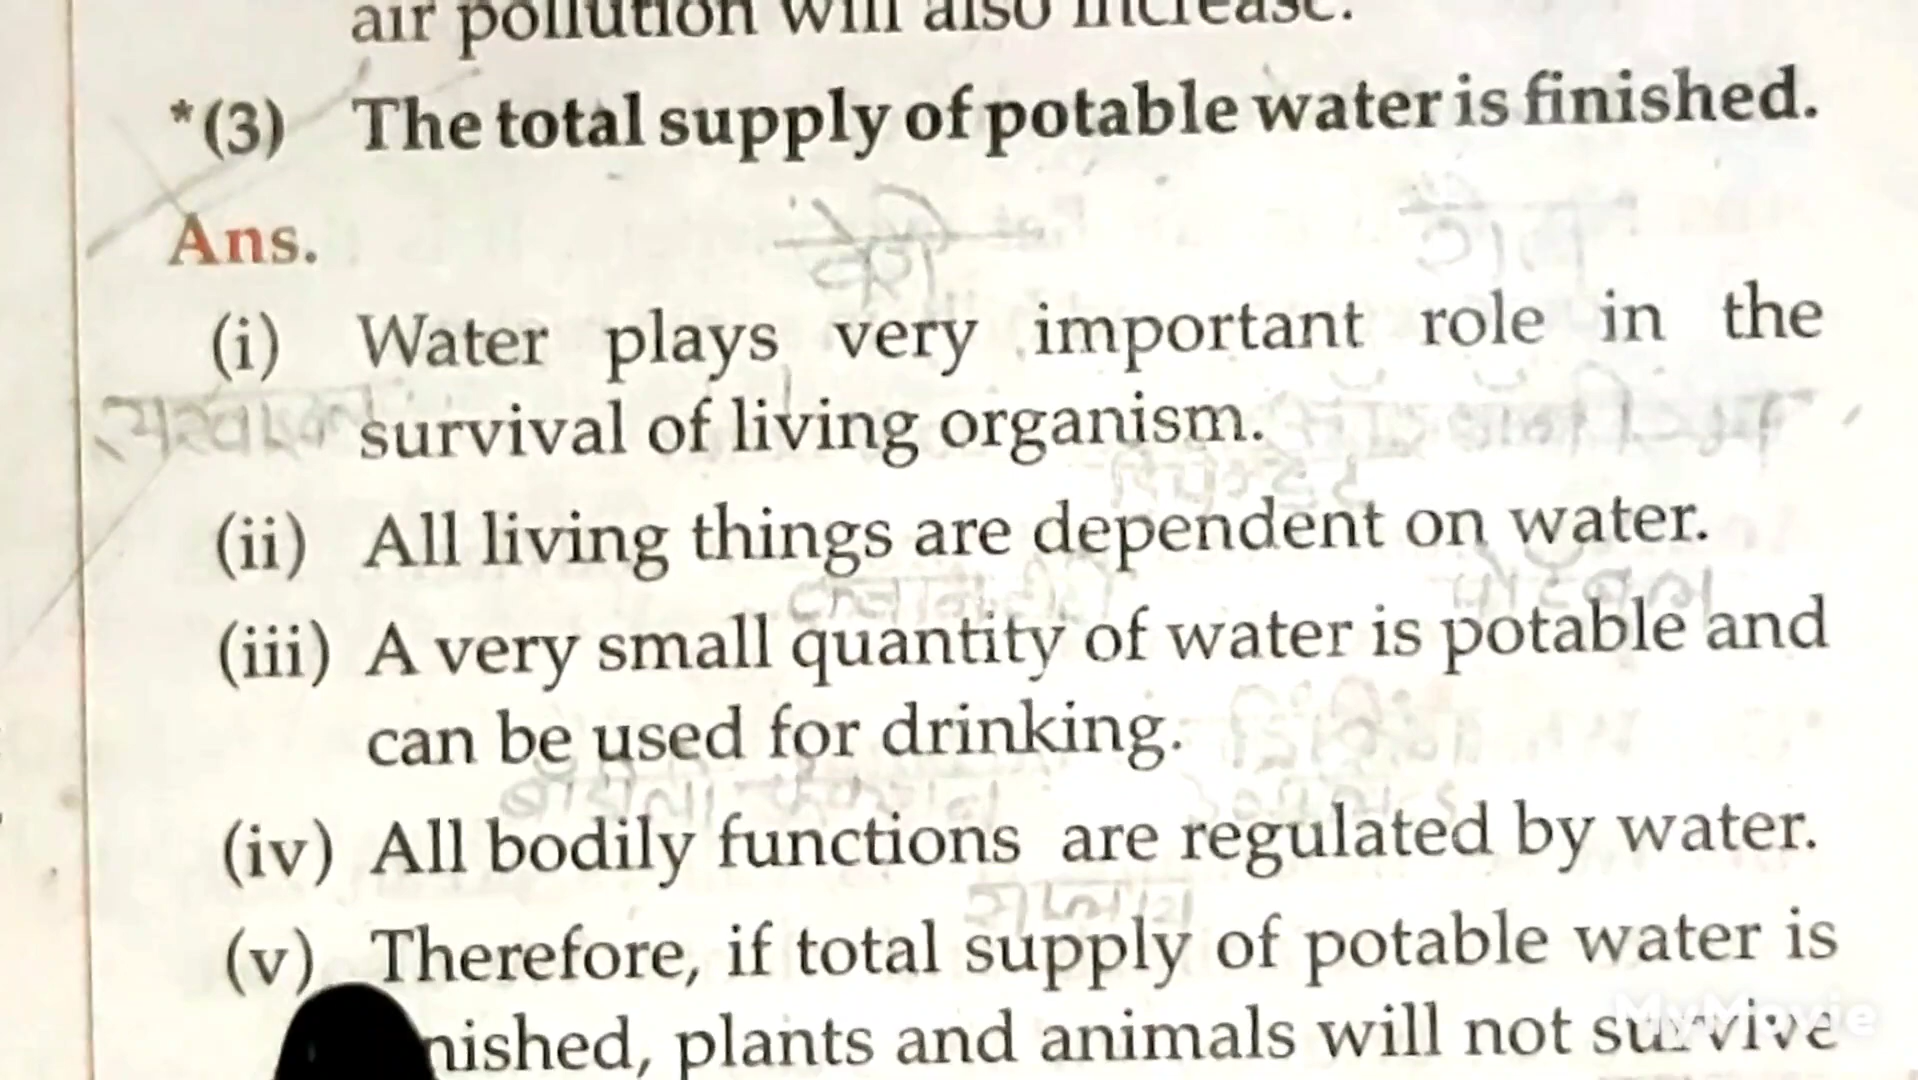 air pollution will also increase.
*(3) The total supply of potable water is finished.
Ans.
(i) Water plays very important role in the
survival of living organism.
(ii) All living things are dependent on water.
(iii) A very small quantity of water is potable and
can be used for drinking.
(iv) All bodily functions are regulated by water.
(v) Therefore, if total supply of potable water is
nished, plants and animals will not survive
MyMovie